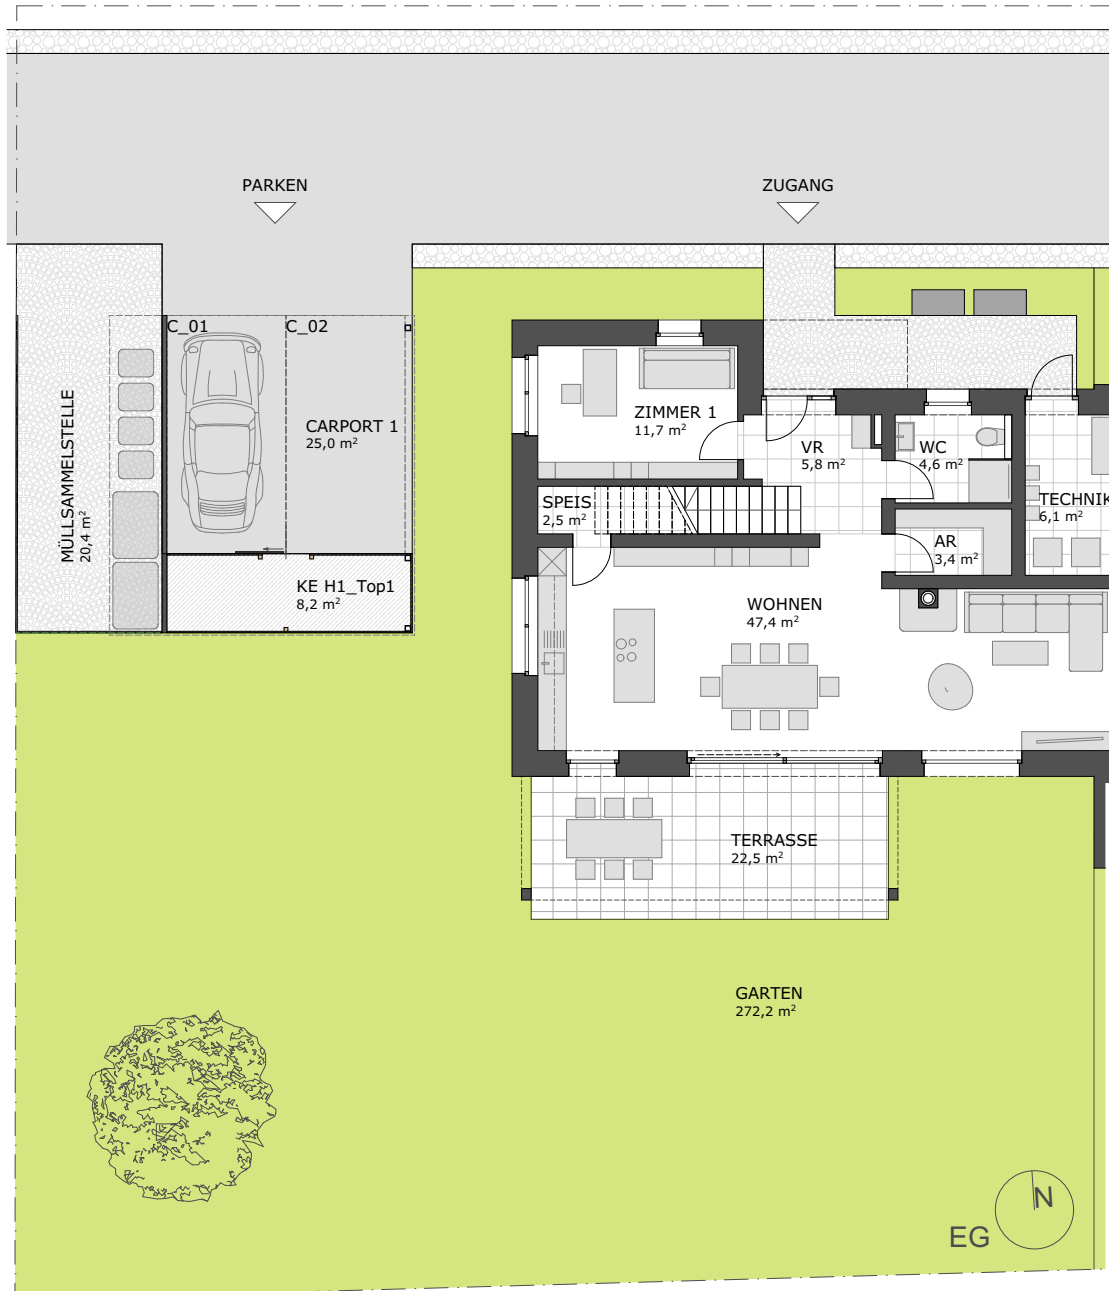 PARKEN
ZUGANG
C_01
C_02
CARPORT 1
25,0 m²
MÜLLSAMMELSTELLE
20,4 m²
KE H1_Top1
8,2 m²
ZIMMER 1
11,7 m²
VR
5,8 m²
WC
4,6 m²
SPEIS
2,5 m²
TECHNIK
6,1 m²
AR
3,4 m²
WOHNEN
47,4 m²
TERRASSE
22,5 m²
GARTEN
272,2 m²
EG
N